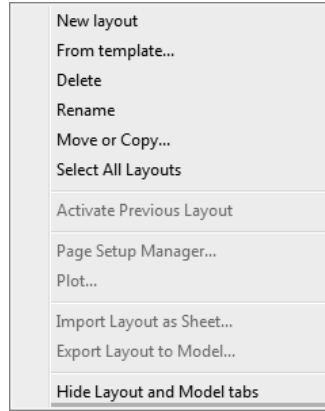 New layout
From template...
Delete
Rename
Move or Copy...
Select All Layouts
Activate Previous Layout
Page Setup Manager...
Plot...
Import Layout as Sheet...
Export Layout to Model...
Hide Layout and Model tabs